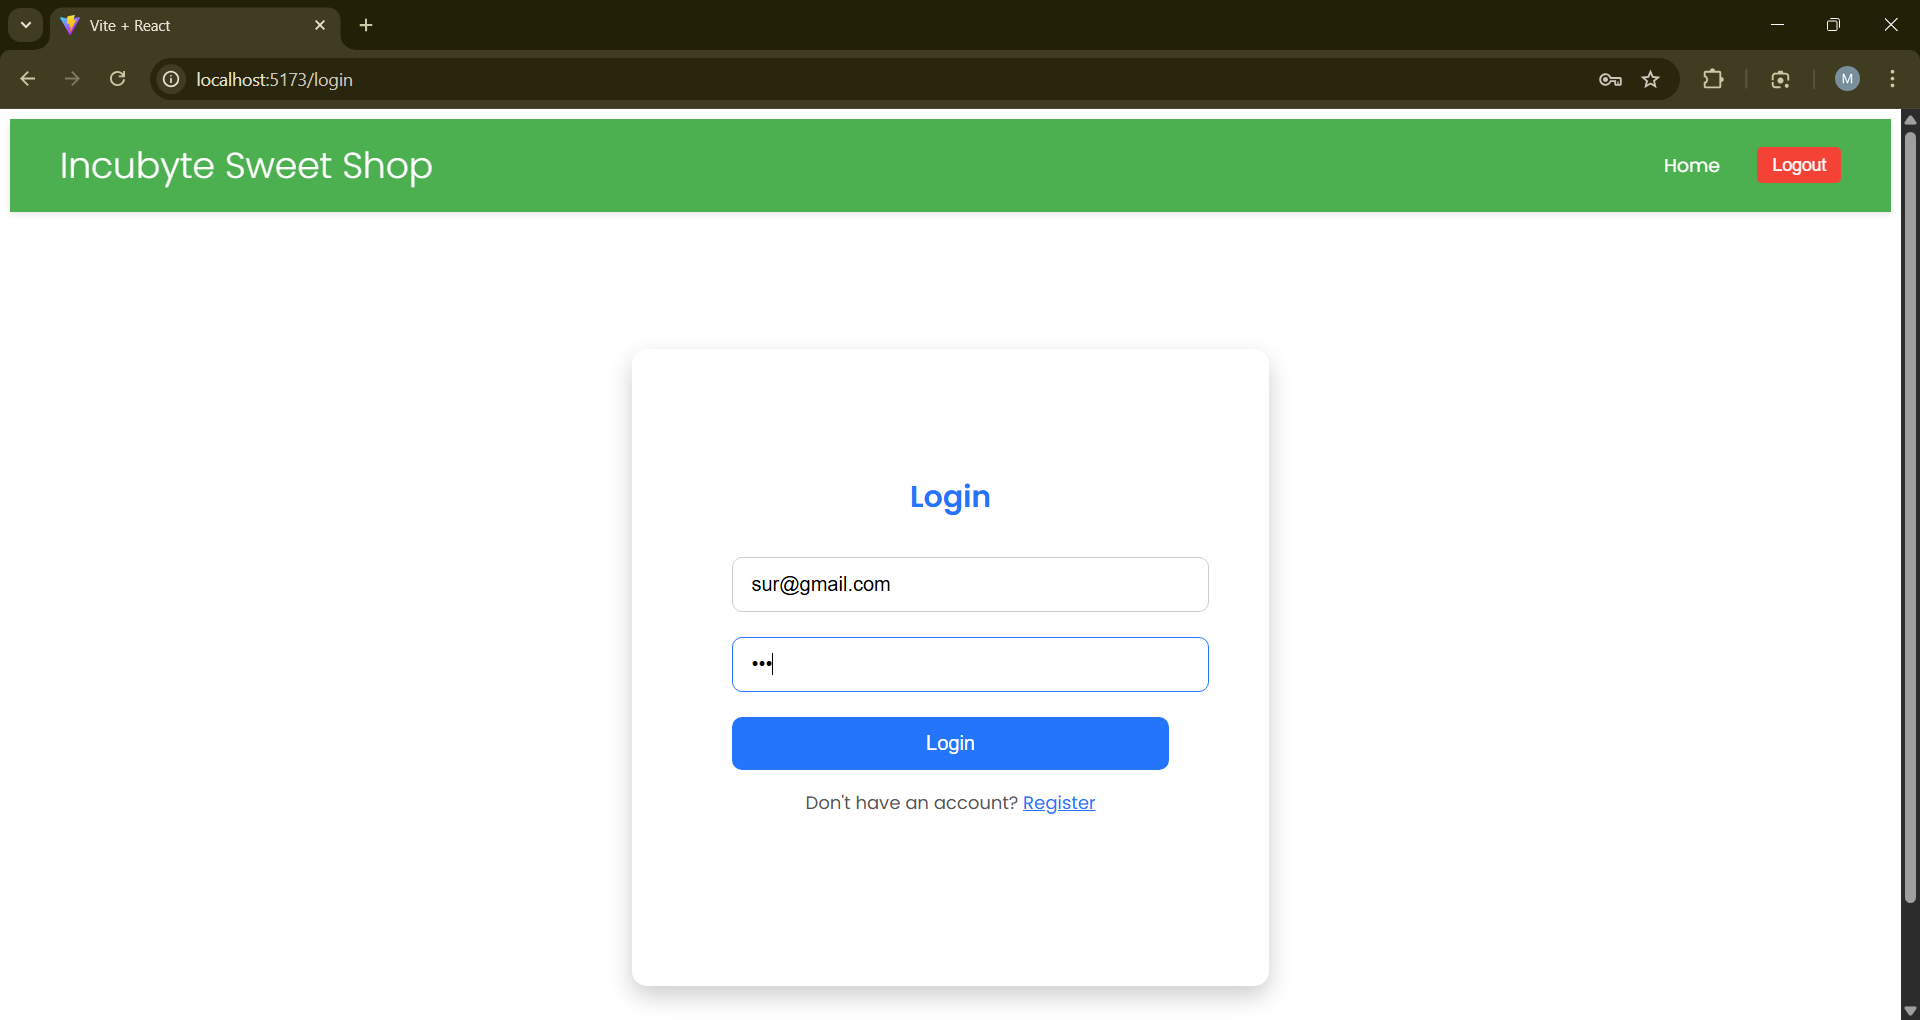 Vite + React
localhost:5173/login
M
Incubyte Sweet Shop
Home
Logout
Login
sur@gmail.com
•••
Login
Don't have an account? Register